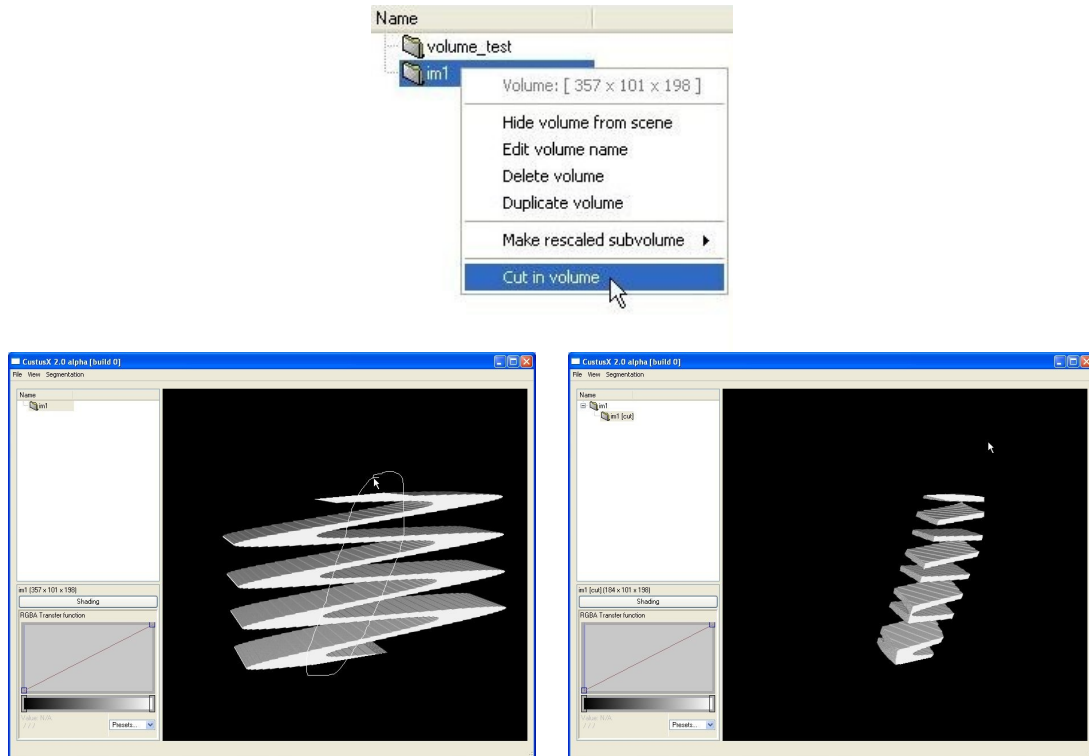 Name
volume_test
im1
Volume: [ 357 x 101 x 198 ]
Hide volume from scene
Edit volume name
Delete volume
Duplicate volume
Make rescaled subvolume
Cut in volume
CustusX 2.0 alpha [build 0]
File View Segmentation
Name
im1
im1 (357 x 101 x 198)
Shading
RGBA Transfer function
Value: N/A
Presets...
CustusX 2.0 alpha [build 0]
File View Segmentation
Name
im1
im1 [cut]
im1 [cut] (184 x 101 x 198)
Shading
RGBA Transfer function
Value: N/A
Presets...